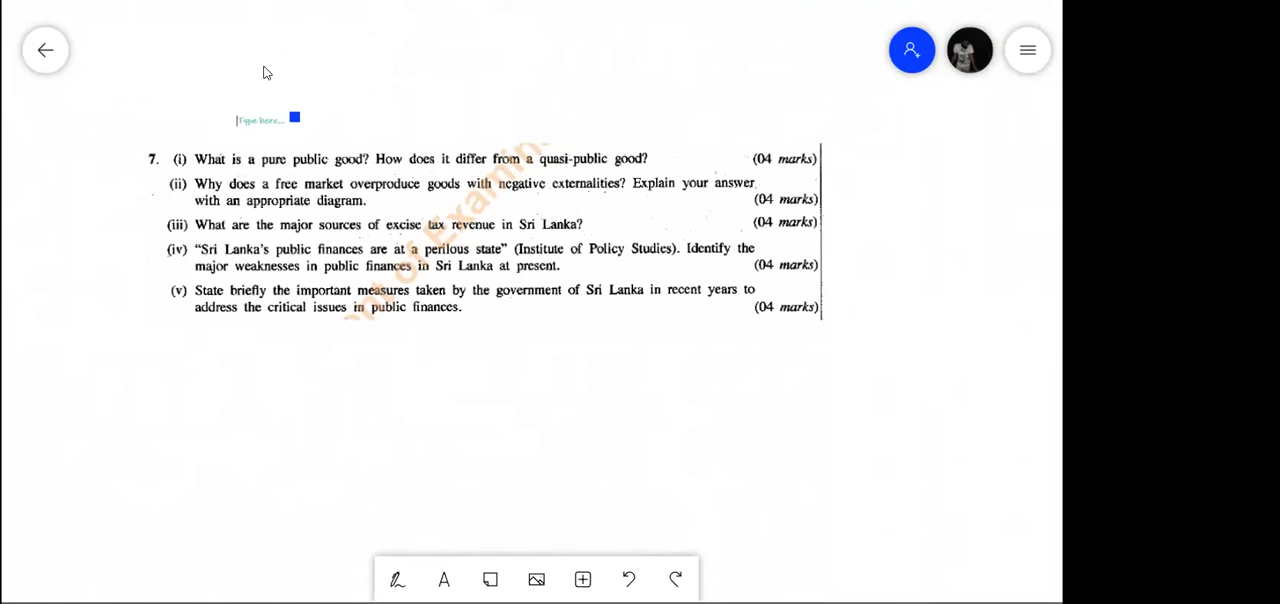 Type here...
7. (i) What is a pure public good? How does it differ from a quasi-public good? (04 marks)
(ii) Why does a free market overproduce goods with negative externalities? Explain your answer
with an appropriate diagram. (04 marks)
(iii) What are the major sources of excise tax revenue in Sri Lanka? (04 marks)
(iv) “Sri Lanka’s public finances are at a perilous state” (Institute of Policy Studies). Identify the
major weaknesses in public finances in Sri Lanka at present. (04 marks)
(v) State briefly the important measures taken by the government of Sri Lanka in recent years to
address the critical issues in public finances. (04 marks)